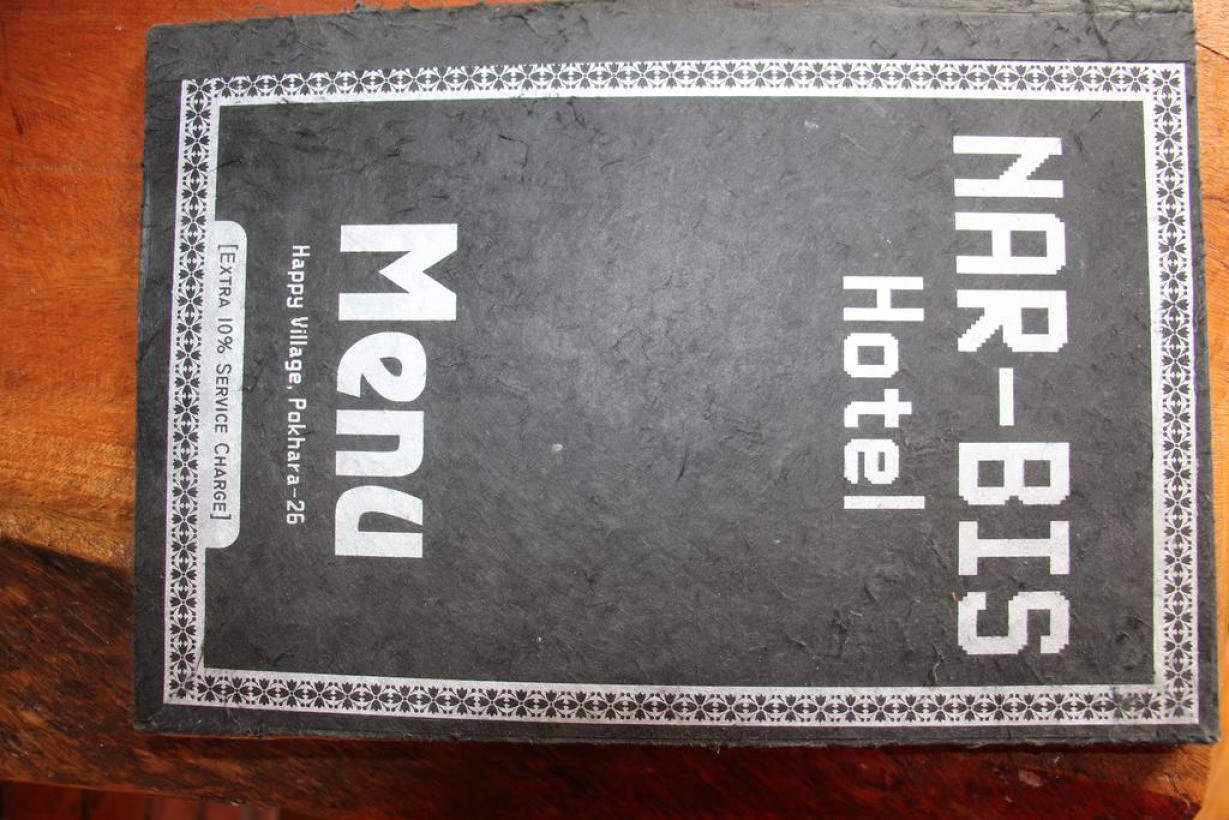 NAR-BIS
Hotel
Menu
Happy Village, Pokhara-26
[EXTRA 10% SERVICE CHARGE]